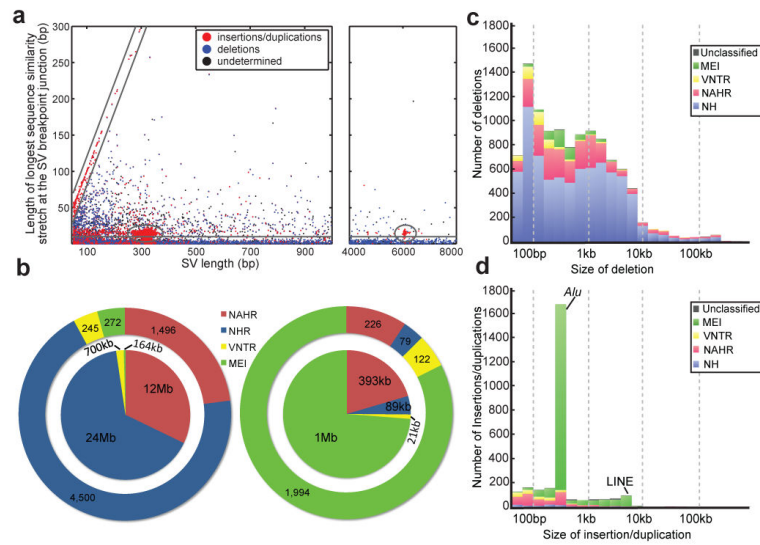 a
Length of longest sequence similarity
stretch at the SV breakpoint junction (bp)
300
250
200
150
100
50
insertions/duplications
deletions
undetermined
100 200 300 400 500 1000
4000 6000 8000
SV length (bp)
b
245
272
1,496
700kb
164kb
12Mb
24Mb
4,500
NAHR
NHR
VNTR
MEI
226
79
122
393kb
89kb
21kb
1Mb
1,994
c
Number of deletions
1800
1600
1400
1200
1000
800
600
400
200
0
Unclassified
MEI
VNTR
NAHR
NH
100bp 1kb 10kb 100kb
Size of deletion
d
Number of Insertions/duplications
1800
1600
1400
1200
1000
800
600
400
200
0
Alu
LINE
Unclassified
MEI
VNTR
NAHR
NH
100bp 1kb 10kb 100kb
Size of insertion/duplication